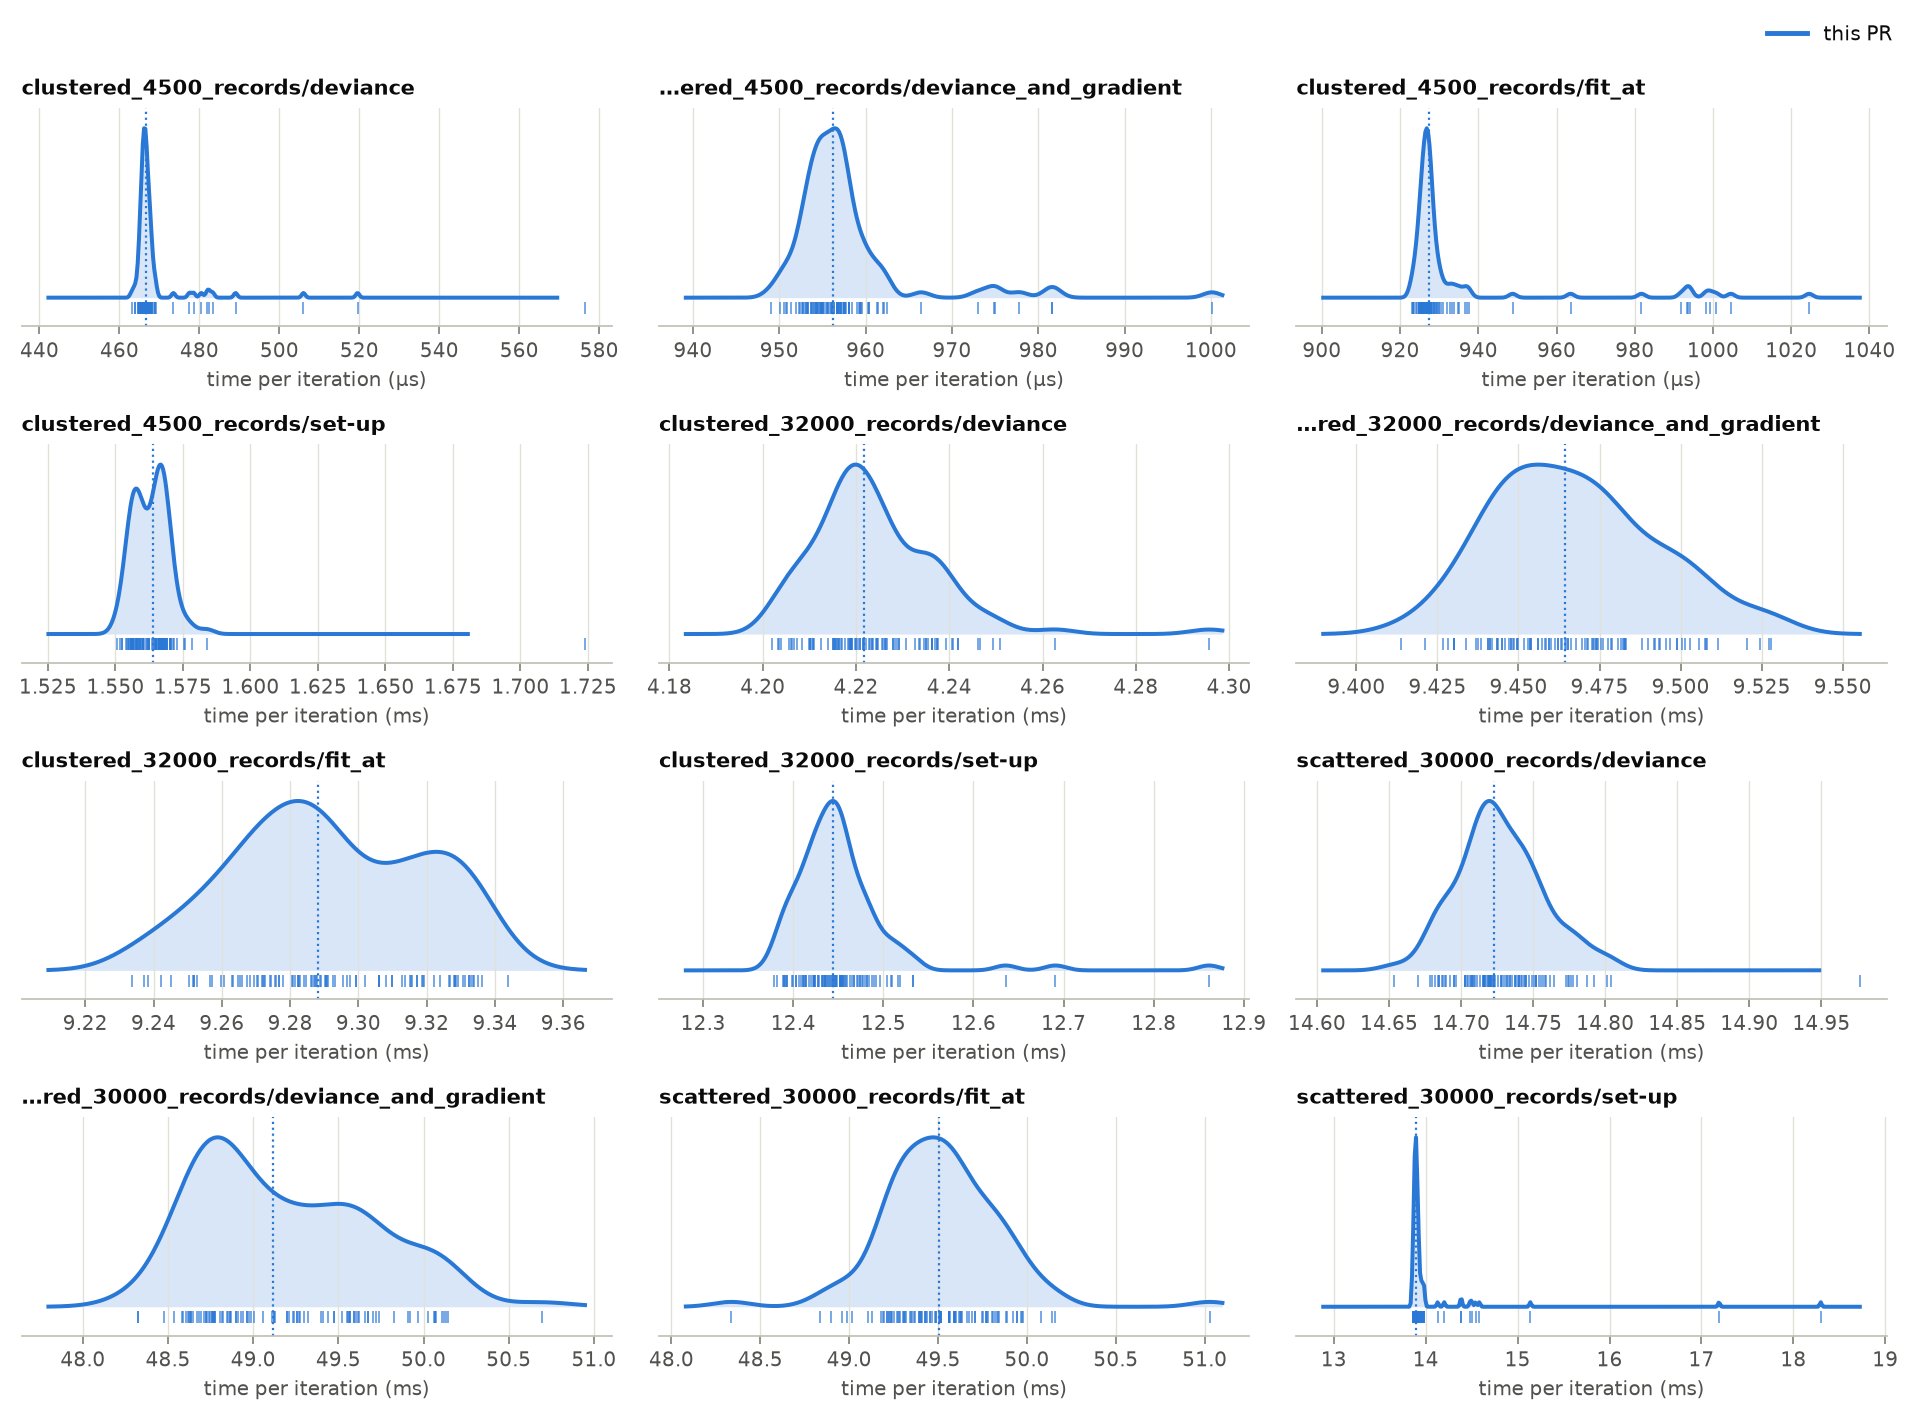 this PR
clustered_4500_records/deviance
…ered_4500_records/deviance_and_gradient
clustered_4500_records/fit_at
440 460 480 500 520 540 560 580
940 950 960 970 980 990 1000
900 920 940 960 980 1000 1020 1040
time per iteration (µs)
time per iteration (µs)
time per iteration (µs)
clustered_4500_records/set-up
clustered_32000_records/deviance
…red_32000_records/deviance_and_gradient
1.525 1.550 1.575 1.600 1.625 1.650 1.675 1.700 1.725
4.18 4.20 4.22 4.24 4.26 4.28 4.30
9.400 9.425 9.450 9.475 9.500 9.525 9.550
time per iteration (ms)
time per iteration (ms)
time per iteration (ms)
clustered_32000_records/fit_at
clustered_32000_records/set-up
scattered_30000_records/deviance
9.22 9.24 9.26 9.28 9.30 9.32 9.34 9.36
12.3 12.4 12.5 12.6 12.7 12.8 12.9
14.60 14.65 14.70 14.75 14.80 14.85 14.90 14.95
time per iteration (ms)
time per iteration (ms)
time per iteration (ms)
…red_30000_records/deviance_and_gradient
scattered_30000_records/fit_at
scattered_30000_records/set-up
48.0 48.5 49.0 49.5 50.0 50.5 51.0
48.0 48.5 49.0 49.5 50.0 50.5 51.0
13 14 15 16 17 18 19
time per iteration (ms)
time per iteration (ms)
time per iteration (ms)